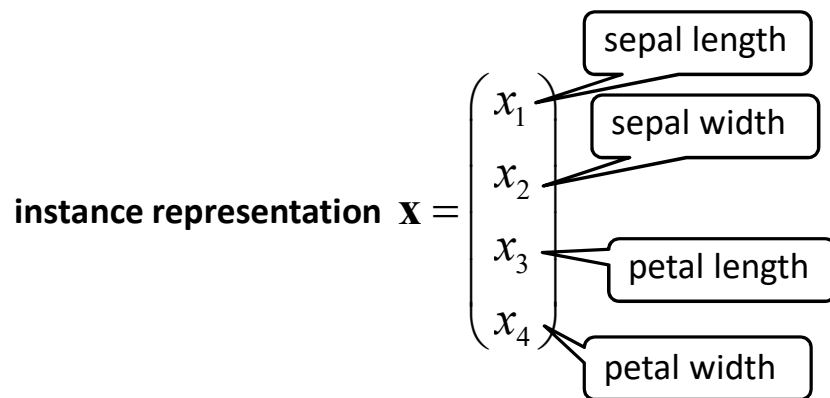 sepal length
x₁
sepal width
x₂
instance representation x =
x₃
petal length
x₄
petal width